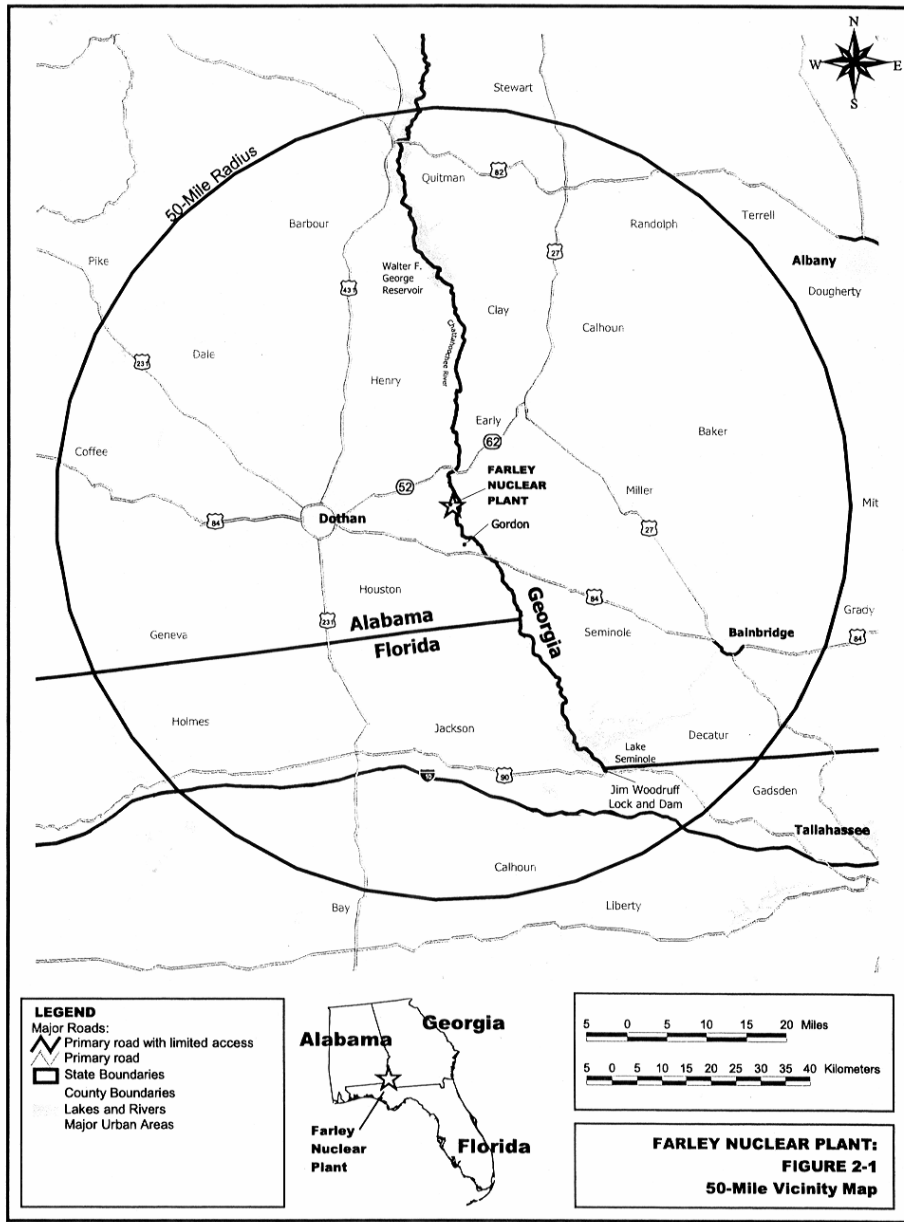 N
W E
S
Stewart
50-Mile Radius
Quitman
82
Barbour
Randolph
Terrell
Pike
27
Albany
Walter F.
George
Reservoir
431
Dougherty
Clay
Chattahoochee River
Calhoun
231
Dale
Henry
Early
62
Baker
Coffee
FARLEY
NUCLEAR
PLANT
52
Miller
Mit
84
Dothan
Gordon
27
Houston
84
Georgia
Grady
231
Alabama
Seminole
Bainbridge
84
Geneva
Florida
Holmes
Jackson
Decatur
Lake
Seminole
90
Jim Woodruff
Lock and Dam
Gadsden
Tallahassee
Calhoun
Bay
Liberty
LEGEND
Major Roads:
Primary road with limited access
Primary road
State Boundaries
County Boundaries
Lakes and Rivers
Major Urban Areas
Alabama
Georgia
Farley
Nuclear
Plant
Florida
5 0 5 10 15 20 Miles
5 0 5 10 15 20 25 30 35 40 Kilometers
FARLEY NUCLEAR PLANT:
FIGURE 2-1
50-Mile Vicinity Map